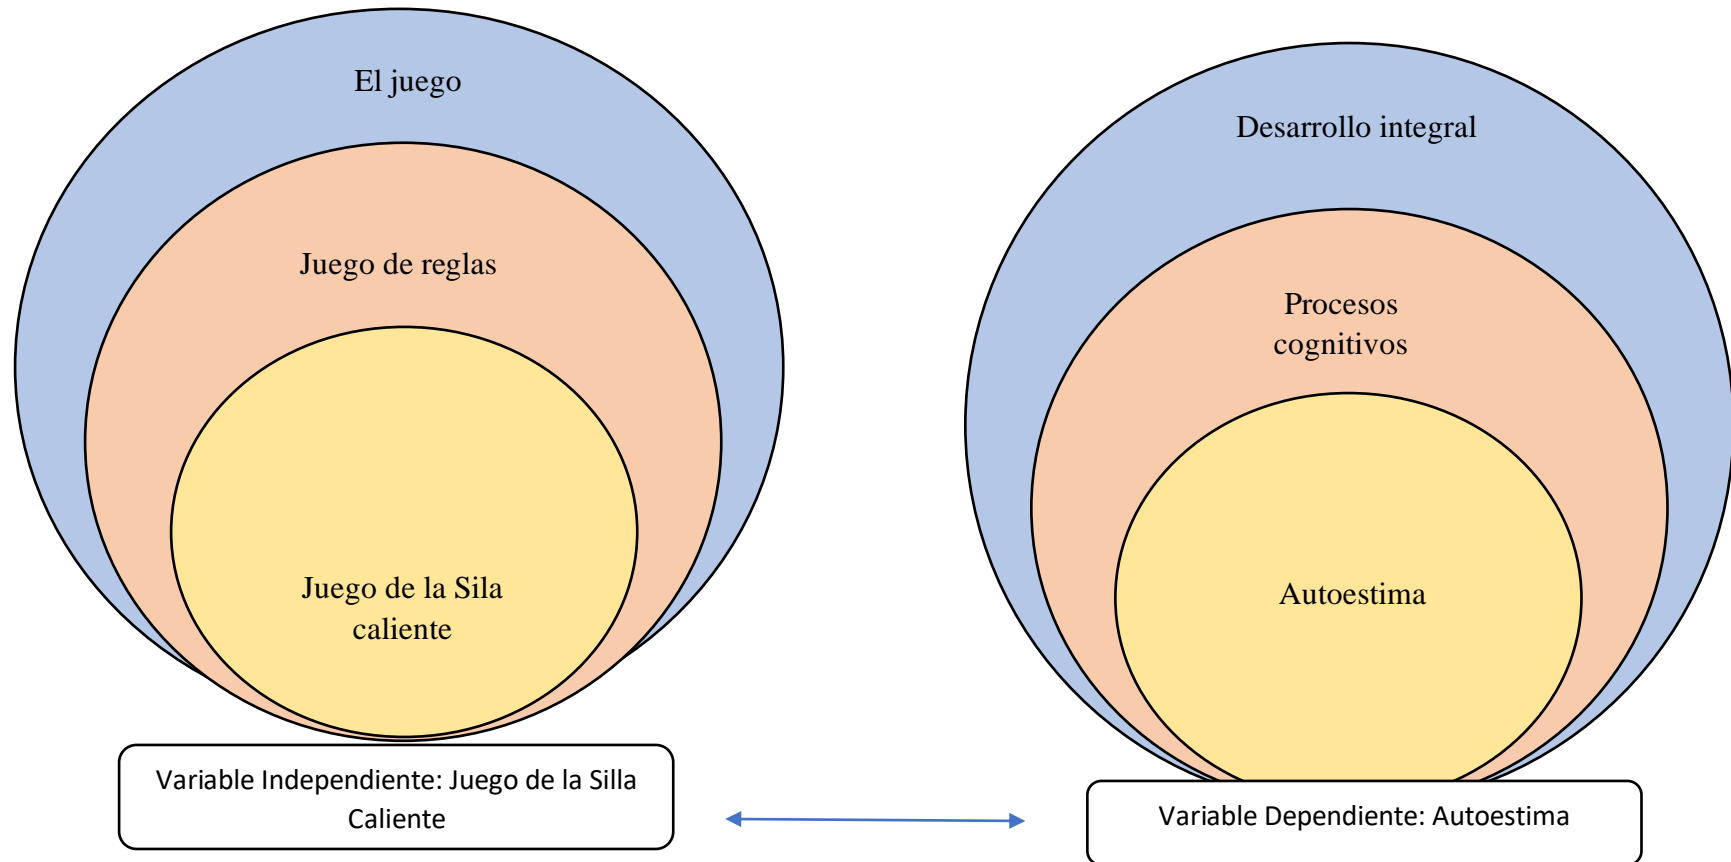 El juego
Juego de reglas
Juego de la Sila
caliente
Variable Independiente: Juego de la Silla
Caliente
Desarrollo integral
Procesos
cognitivos
Autoestima
Variable Dependiente: Autoestima